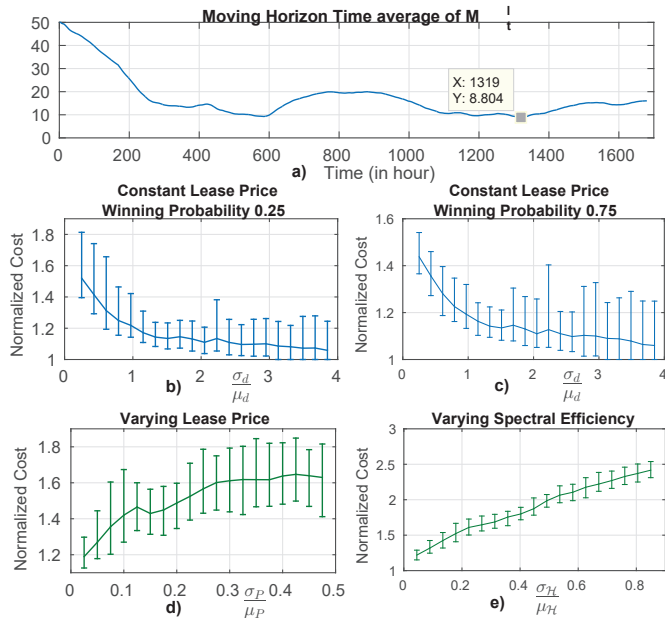 Moving Horizon Time average of M
l
t
50
40
30
20
10
0
X: 1319
Y: 8.804
0 200 400 600 800 1000 1200 1400 1600
a) Time (in hour)
Constant Lease Price
Winning Probability 0.25
Normalized Cost
1.8
1.6
1.4
1.2
1
0 1 2 3 4
b) σd/μd
Constant Lease Price
Winning Probability 0.75
Normalized Cost
1.6
1.4
1.2
1
0 1 2 3 4
c) σd/μd
Varying Lease Price
Normalized Cost
1.8
1.6
1.4
1.2
0 0.1 0.2 0.3 0.4 0.5
d) σP/μP
Varying Spectral Efficiency
Normalized Cost
3
2.5
2
1.5
1
0 0.2 0.4 0.6 0.8
e) σℋ/μℋ